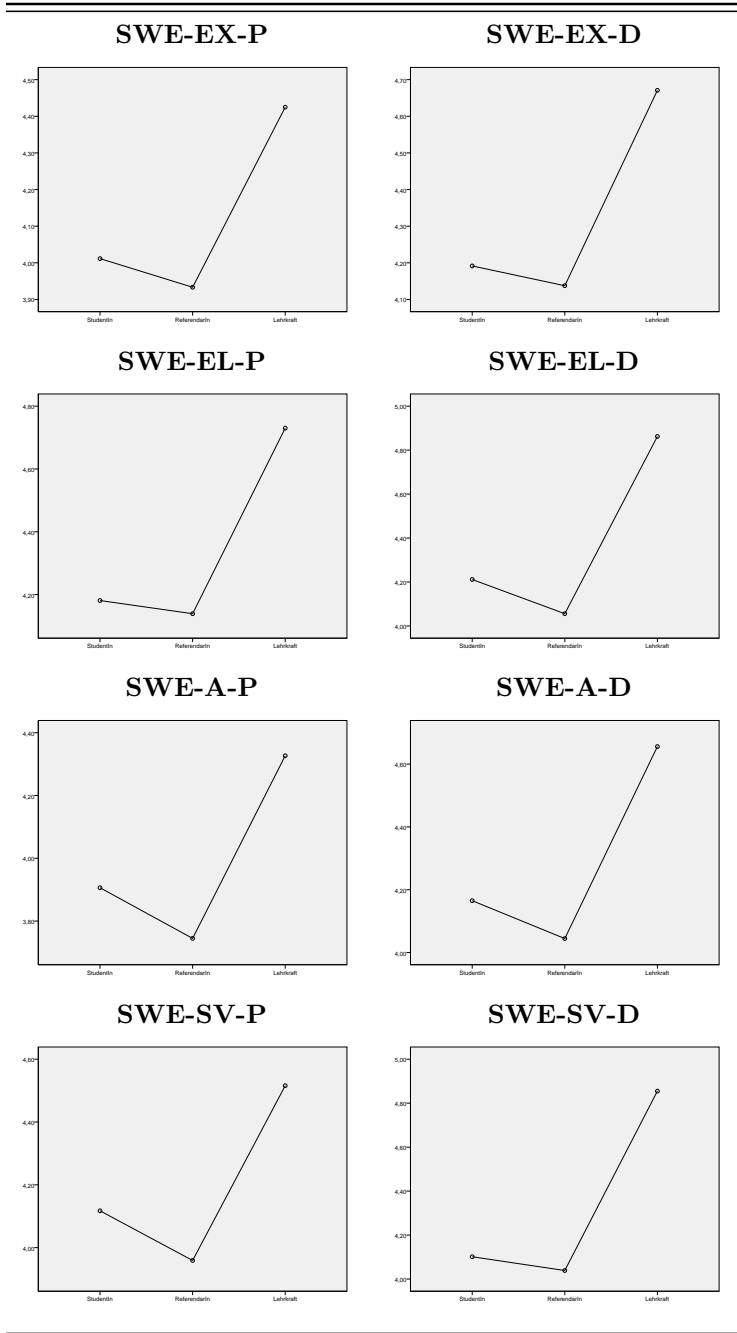 SWE-EX-P
4,50
4,40
4,30
4,20
4,10
4,00
3,90
StudentIn ReferendarIn Lehrkraft
SWE-EX-D
4,70
4,60
4,50
4,40
4,30
4,20
4,10
StudentIn ReferendarIn Lehrkraft
SWE-EL-P
4,80
4,60
4,40
4,20
StudentIn ReferendarIn Lehrkraft
SWE-EL-D
5,00
4,80
4,60
4,40
4,20
4,00
StudentIn ReferendarIn Lehrkraft
SWE-A-P
4,40
4,20
4,00
3,80
StudentIn ReferendarIn Lehrkraft
SWE-A-D
4,60
4,40
4,20
4,00
StudentIn ReferendarIn Lehrkraft
SWE-SV-P
4,60
4,40
4,20
4,00
StudentIn ReferendarIn Lehrkraft
SWE-SV-D
5,00
4,80
4,60
4,40
4,20
4,00
StudentIn ReferendarIn Lehrkraft